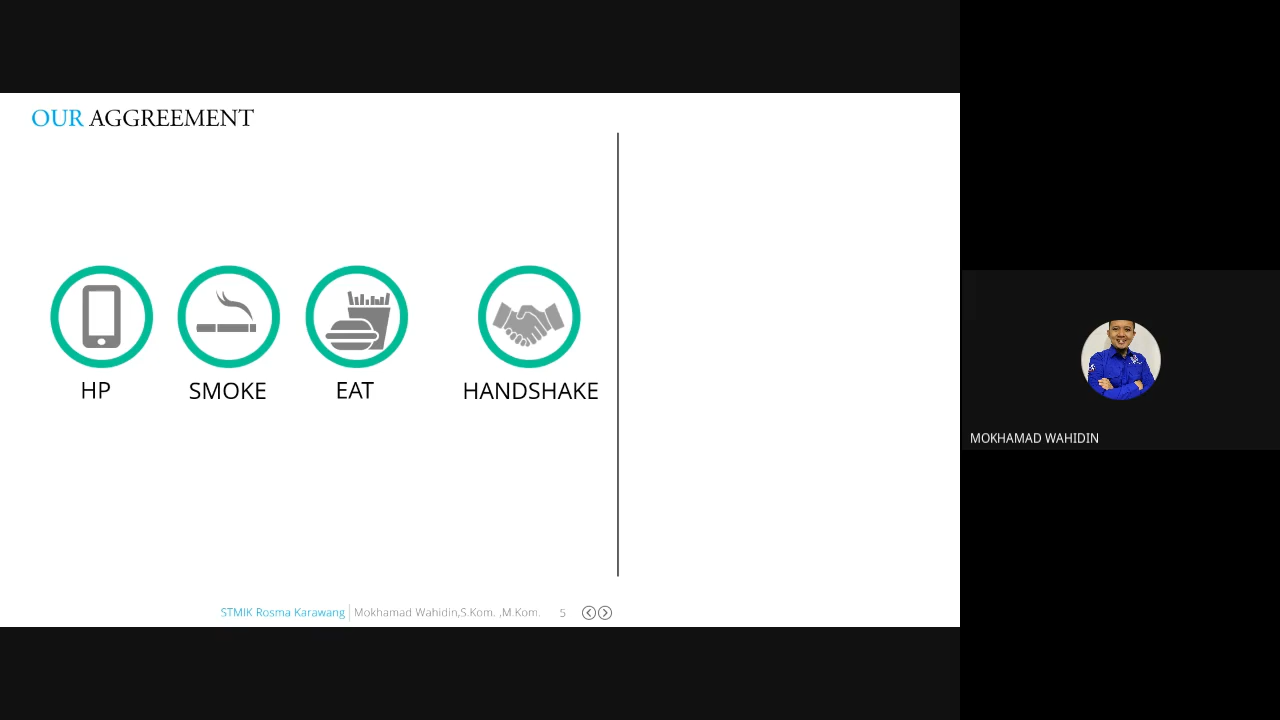 OUR AGGREEMENT
HP
SMOKE
EAT
HANDSHAKE
MOKHAMAD WAHIDIN
STMIK Rosma Karawang Mokhamad Wahidin,S.Kom. ,M.Kom. 5